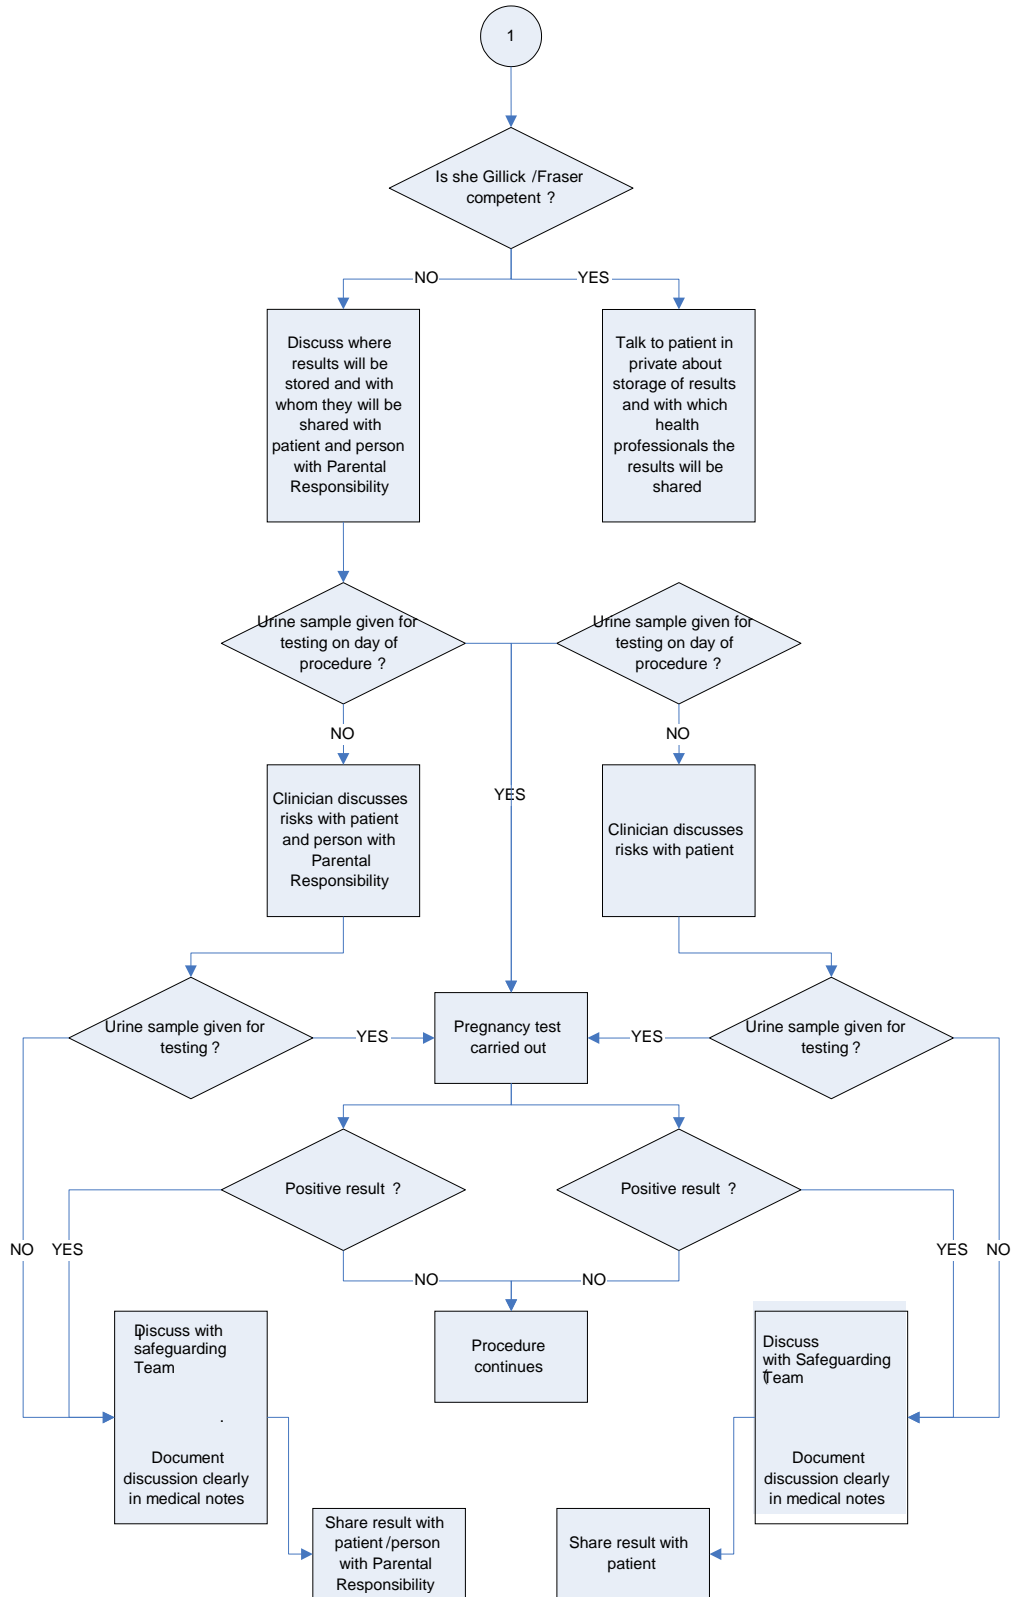 1
Is she Gillick /Fraser
competent ?
NO
YES
Discuss where
results will be
stored and with
whom they will be
shared with
patient and person
with Parental
Responsibility
Talk to patient in
private about
storage of results
and with which
health
professionals the
results will be
shared
Urine sample given for
testing on day of
procedure ?
Urine sample given for
testing on day of
procedure ?
NO
NO
YES
Clinician discusses
risks with patient
and person with
Parental
Responsibility
Clinician discusses
risks with patient
Urine sample given for
testing ?
YES
Pregnancy test
carried out
YES
Urine sample given for
testing ?
Positive result ?
Positive result ?
NO
YES
YES
NO
NO
NO
Procedure
continues
Discuss with
safeguarding
Team
.
Document
discussion clearly
in medical notes
Discuss
with Safeguarding
Team
Document
discussion clearly
in medical notes
Share result with
patient /person
with Parental
Responsibility
Share result with
patient